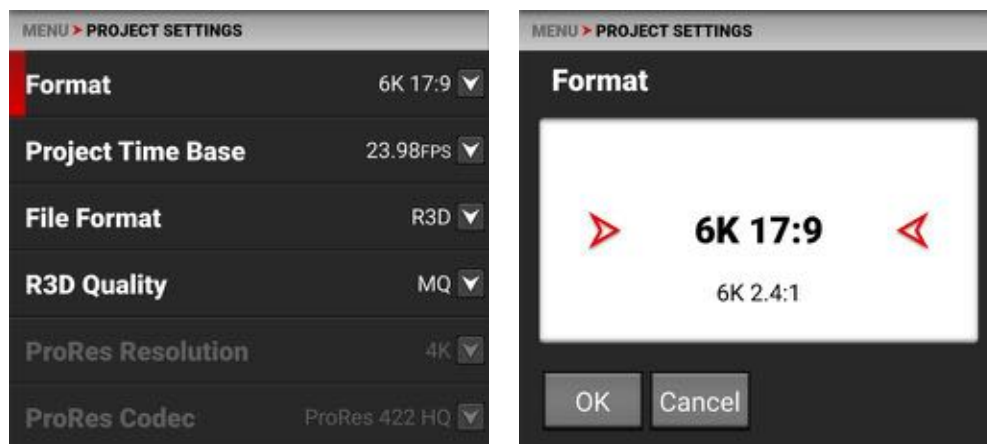 MENU > PROJECT SETTINGS
Format 6K 17:9
Project Time Base 23.98FPS
File Format R3D
R3D Quality MQ
ProRes Resolution 4K
ProRes Codec ProRes 422 HQ
MENU > PROJECT SETTINGS
Format
6K 17:9
6K 2.4:1
OK Cancel